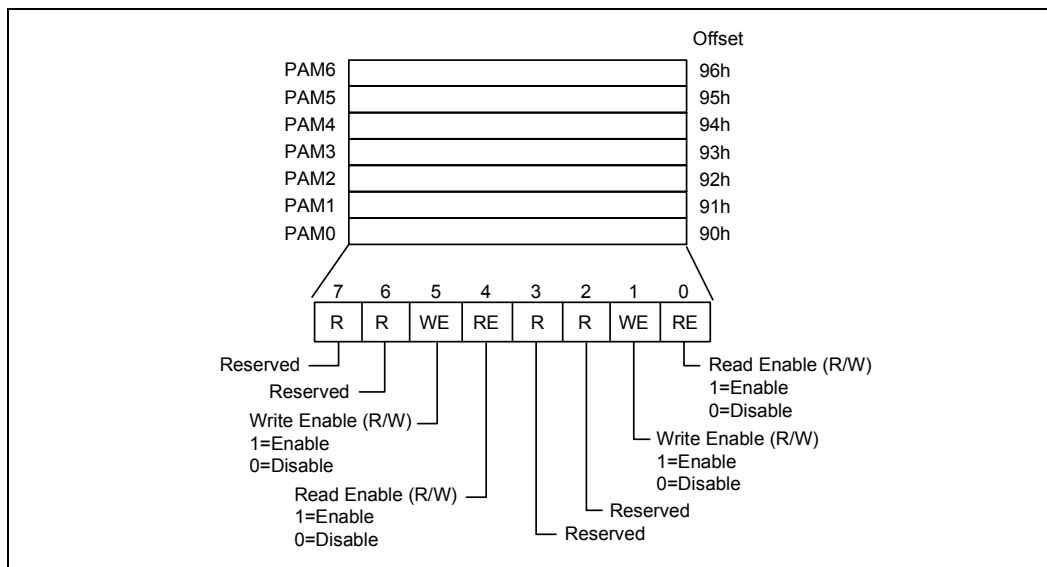 Offset
PAM6 96h
PAM5 95h
PAM4 94h
PAM3 93h
PAM2 92h
PAM1 91h
PAM0 90h
7 6 5 4 3 2 1 0
R R WE RE R R WE RE
Reserved
Reserved
Write Enable (R/W)
1=Enable
0=Disable
Read Enable (R/W)
1=Enable
0=Disable
Reserved
Reserved
Write Enable (R/W)
1=Enable
0=Disable
Read Enable (R/W)
1=Enable
0=Disable